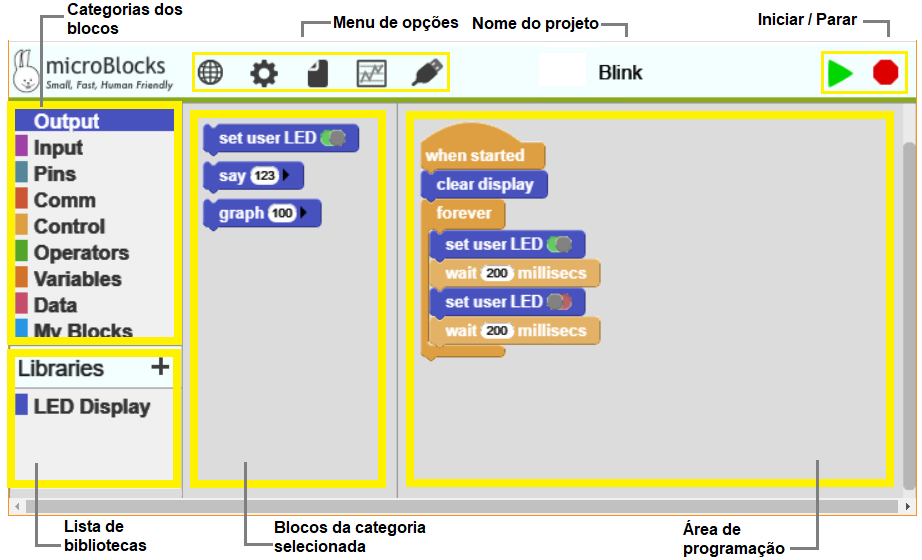 Categorias dos
blocos
Menu de opções
Nome do projeto
Iniciar / Parar
microBlocks
Small, Fast, Human Friendly
Blink
Output
Input
Pins
Comm
Control
Operators
Variables
Data
My Blocks
Libraries +
LED Display
set user LED
say 123
graph 100
when started
clear display
forever
set user LED
wait 200 millisecs
set user LED
wait 200 millisecs
Lista de
bibliotecas
Blocos da categoria
selecionada
Área de
programação